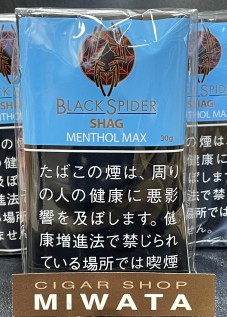 BLACK SPIDER
SHAG
MENTHOL MAX
30g
たばこの煙は、周り
の人の健康に悪影
響を及ぼします。健
康増進法で禁じられ
ている場所では喫煙
CIGAR SHOP
MIWATA